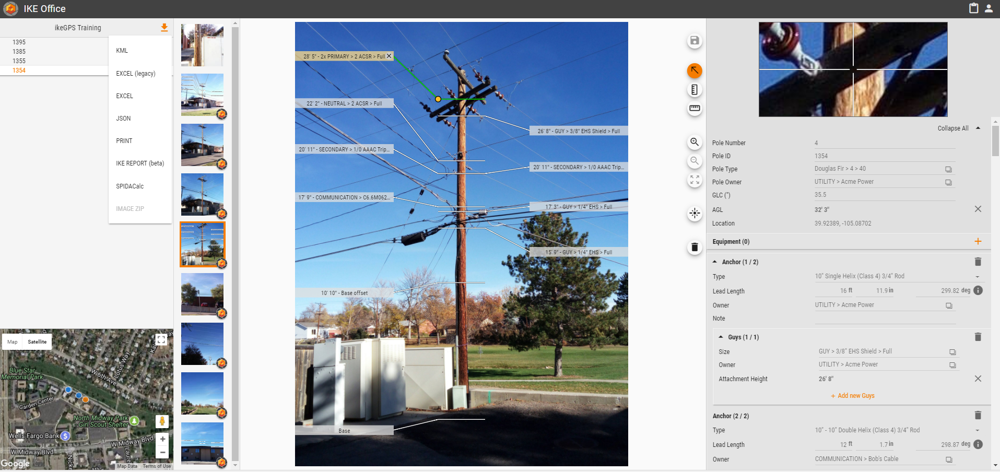 IKE Office
ikeGPS Training
1395
1385
1355
1354
KML
EXCEL (legacy)
EXCEL
JSON
PRINT
IKE REPORT (beta)
SPIDACalc
IMAGE ZIP
Map
Satellite
Blue Star
Memorial Park
W 6th Ave
Lotus Way
Garden Center
North Midway Park
Girl Scout Shelter
Wells Fargo Bank
W Midway Blvd
W Midway Blvd
Google
Map Data
Terms of Use
28' 5" - 2x PRIMARY > 2 ACSR > Full
22' 2" - NEUTRAL > 2 ACSR > Full
26' 8" - GUY > 3/8" EHS Shield > Full
20' 11" - SECONDARY > 1/0 AAAC Trip...
20' 11" - SECONDARY > 1/0 AAAC Trip...
17' 9" - COMMUNICATION > C6.6M062...
17' 3" - GUY > 1/4" EHS > Full
15' 9" - GUY > 1/4" EHS > Full
10' 10" - Base offset
Base
Collapse All
Pole Number 4
Pole ID 1354
Pole Type Douglas Fir > 4 > 40
Pole Owner UTILITY > Acme Power
GLC (") 35.5
AGL 32' 3"
Location 39.92389, -105.08702
Equipment (0)
Anchor (1 / 2)
Type 10" Single Helix (Class 4) 3/4" Rod
Lead Length 16 ft 11.9 in 299.82 deg
Owner UTILITY > Acme Power
Note
Guys (1 / 1)
Size GUY > 3/8" EHS Shield > Full
Owner UTILITY > Acme Power
Attachment Height 26' 8"
+ Add new Guys
Anchor (2 / 2)
Type 10" - 10" Double Helix (Class 4) 3/4" Rod
Lead Length 12 ft 1.7 in 298.87 deg
Owner COMMUNICATION > Bob's Cable